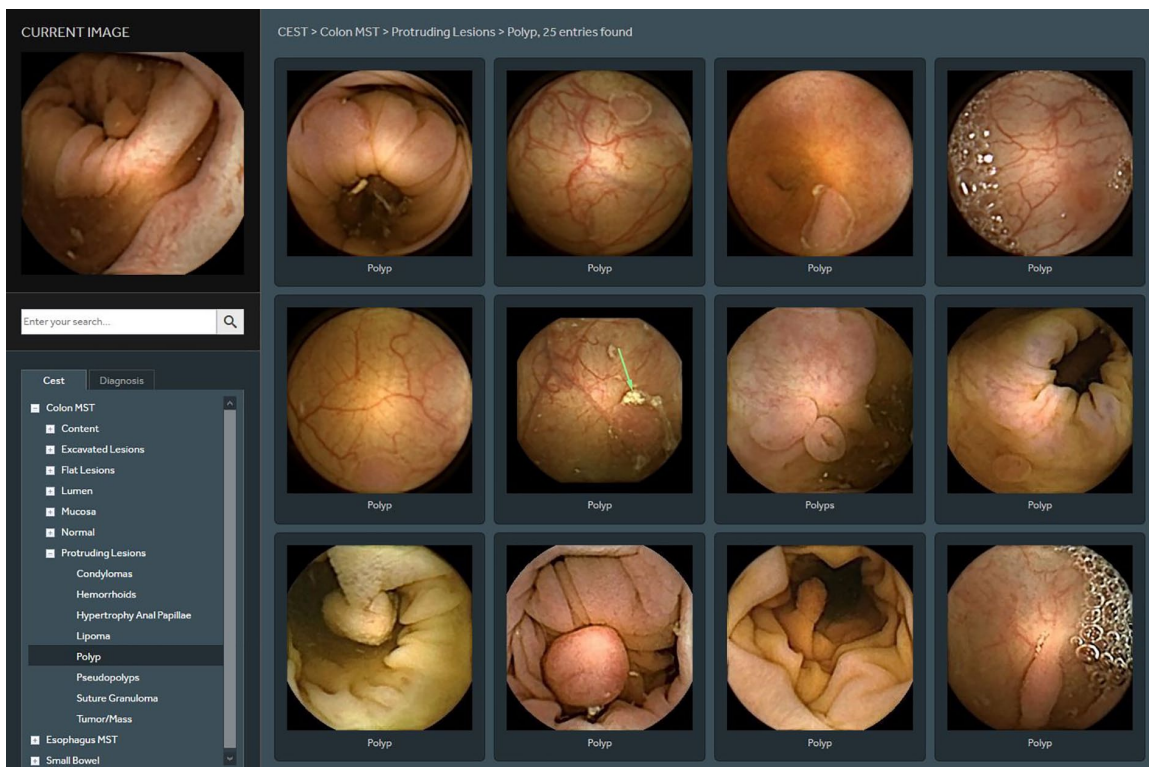 CURRENT IMAGE
CEST > Colon MST > Protruding Lesions > Polyp, 25 entries found
Polyp
Polyp
Polyp
Polyp
Enter your search...
Cest
Diagnosis
Colon MST
Content
Excavated Lesions
Flat Lesions
Lumen
Mucosa
Normal
Protruding Lesions
Condylomas
Hemorrhoids
Hypertrophy Anal Papillae
Lipoma
Polyp
Pseudopolyps
Suture Granuloma
Tumor/Mass
Esophagus MST
Small Bowel
Polyp
Polyp
Polyps
Polyp
Polyp
Polyp
Polyp
Polyp